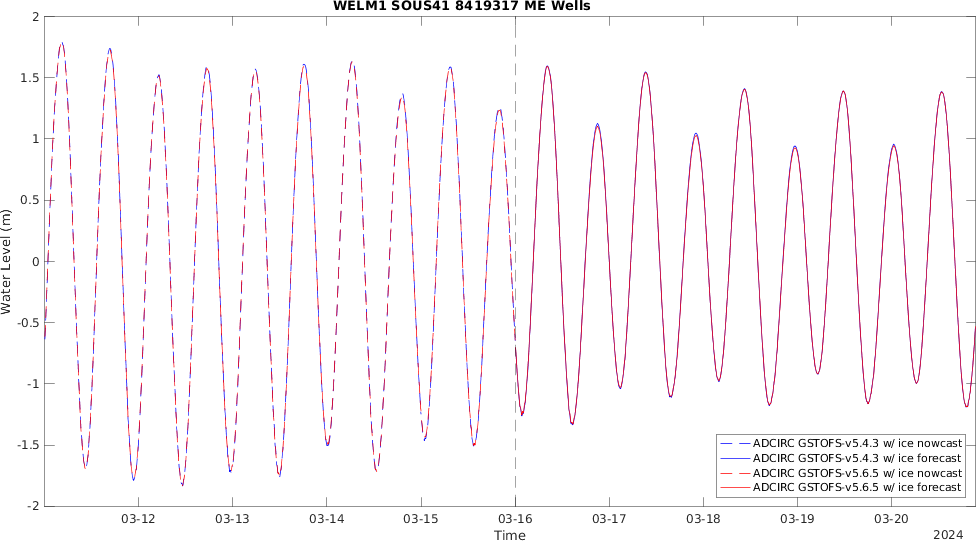 WELM1 SOUS41 8419317 ME Wells
2
1.5
1
0.5
0
-0.5
-1
-1.5
-2
Water Level (m)
ADCIRC GSTOFS-v5.4.3 w/ ice nowcast
ADCIRC GSTOFS-v5.4.3 w/ ice forecast
ADCIRC GSTOFS-v5.6.5 w/ ice nowcast
ADCIRC GSTOFS-v5.6.5 w/ ice forecast
03-12 03-13 03-14 03-15 03-16 03-17 03-18 03-19 03-20
Time
2024